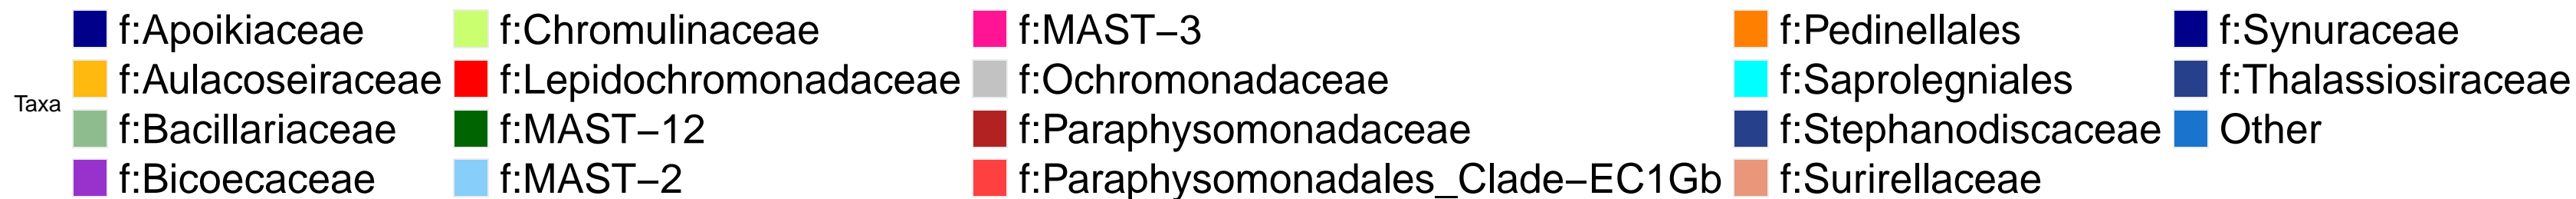 f:Apoikiaceae f:Chromulinaceae f:MAST−3 f:Pedinellales f:Synuraceae
f:Aulacoseiraceae f:Lepidochromonadaceae f:Ochromonadaceae f:Saprolegniales f:Thalassiosiraceae
Taxa
f:Bacillariaceae f:MAST−12 f:Paraphysomonadaceae f:Stephanodiscaceae Other
f:Bicoecaceae f:MAST−2 f:Paraphysomonadales_Clade−EC1Gb f:Surirellaceae